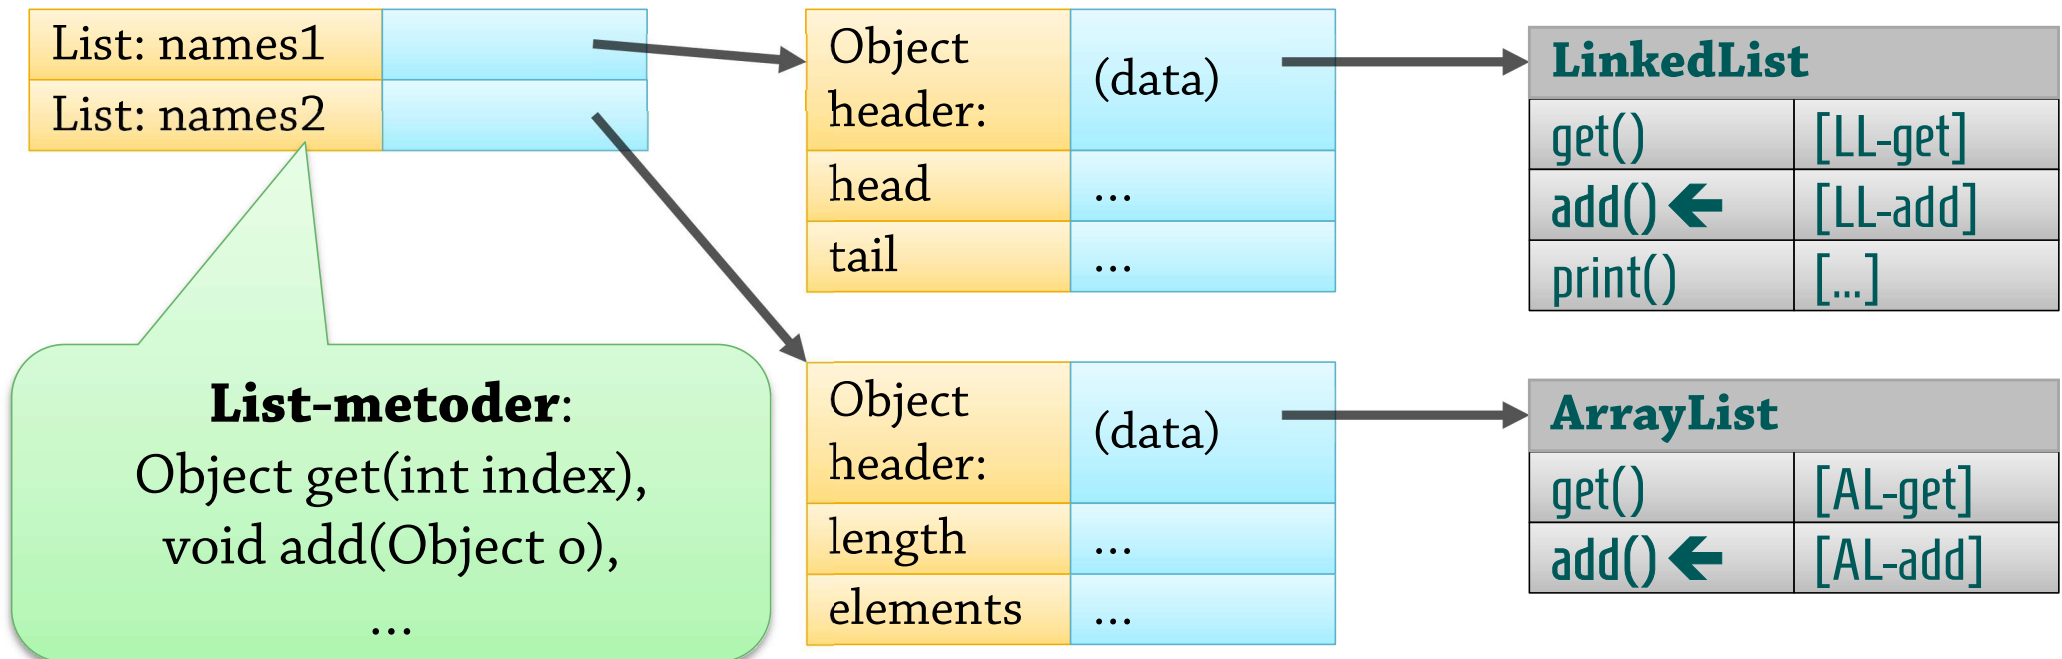 List: names1
List: names2
List-metoder:
Object get(int index),
void add(Object o),
...
Object
header:
(data)
head
...
tail
...
Object
header:
(data)
length
...
elements
...
LinkedList
get()
[LL-get]
add() ←
[LL-add]
print()
[...]
ArrayList
get()
[AL-get]
add() ←
[AL-add]